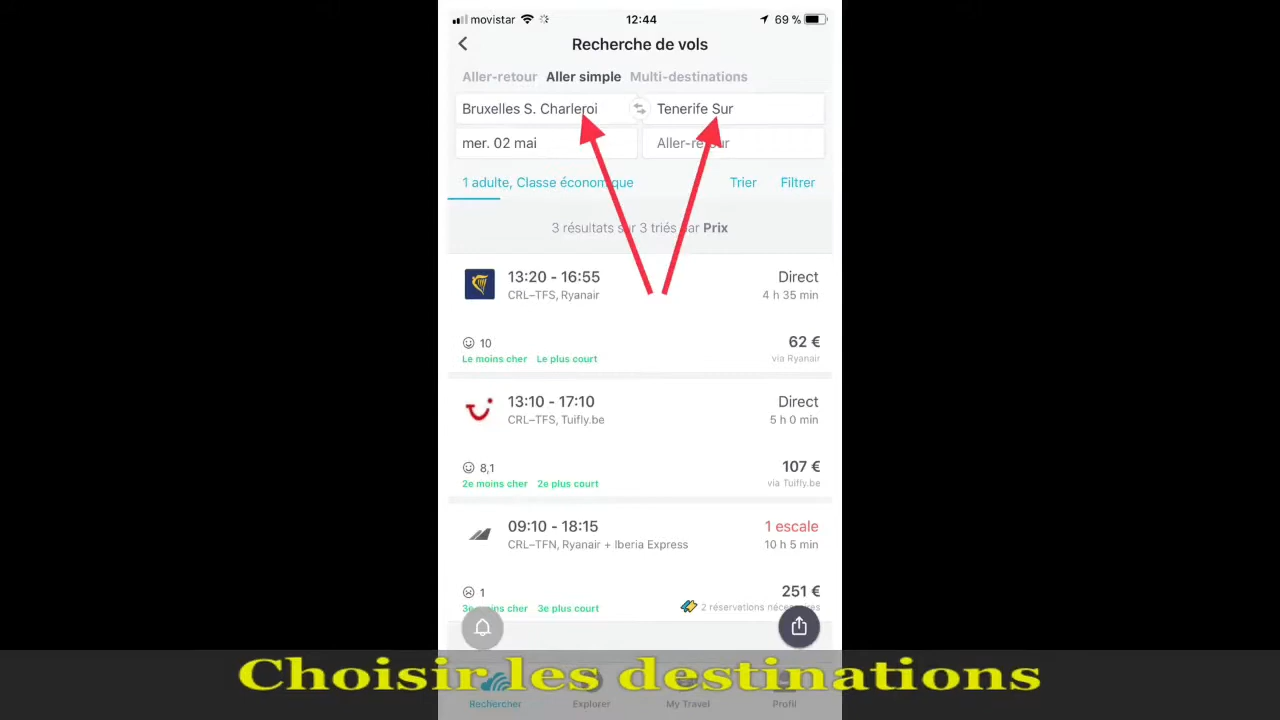 movistar 12:44 69 %
Recherche de vols
Aller-retour Aller simple Multi-destinations
Bruxelles S. Charleroi Tenerife Sur
mer. 02 mai Aller-retour
1 adulte, Classe économique Trier Filtrer
3 résultats sur 3 triés par Prix
13:20 - 16:55 Direct
CRL–TFS, Ryanair 4 h 35 min
10 62 €
Le moins cher Le plus court via Ryanair
13:10 - 17:10 Direct
CRL–TFS, Tuifly.be 5 h 0 min
8,1 107 €
2e moins cher 2e plus court via Tuifly.be
09:10 - 18:15 1 escale
CRL–TFN, Ryanair + Iberia Express 10 h 5 min
1 251 €
3e moins cher 3e plus court 2 réservations nécessaires
Choisir les destinations
Rechercher Explorer My Travel Profil